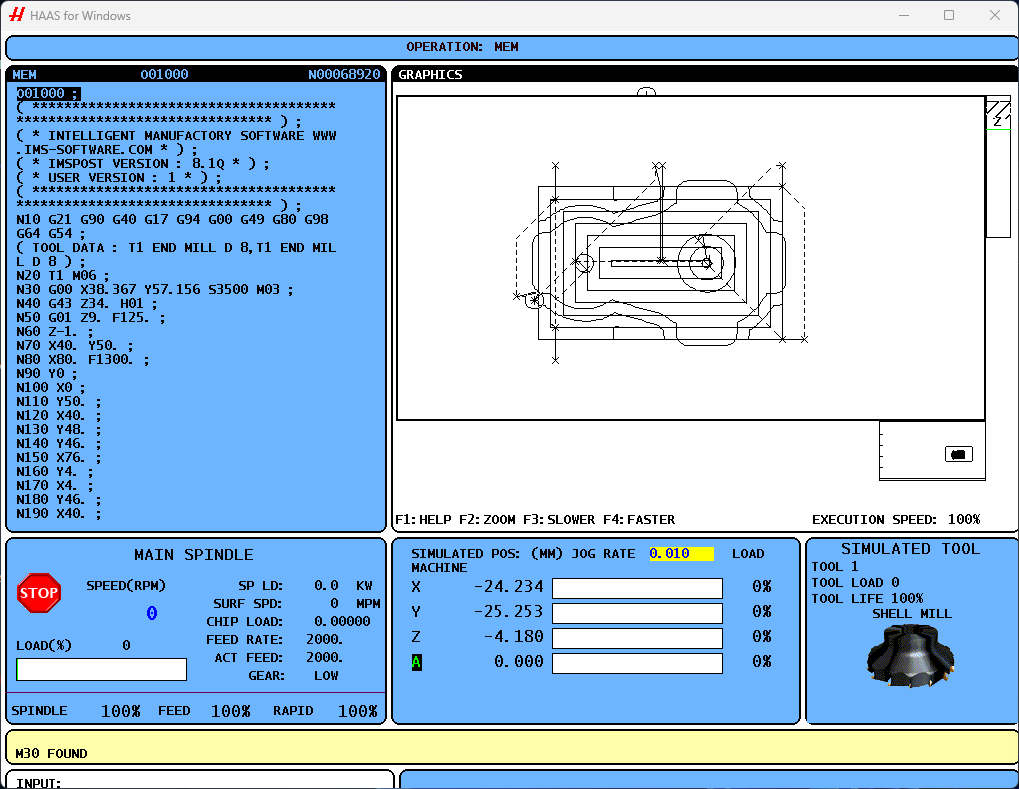 HAAS for Windows
OPERATION: MEM
MEM O01000 N00068920
O01000 ;
( **************************************
******************************** ) ;
( * INTELLIGENT MANUFACTORY SOFTWARE WWW
.IMS-SOFTWARE.COM * ) ;
( * IMSPOST VERSION : 8.1Q * ) ;
( * USER VERSION : 1 * ) ;
( **************************************
******************************** ) ;
N10 G21 G90 G40 G17 G94 G00 G49 G80 G98
G64 G54 ;
( TOOL DATA : T1 END MILL D 8,T1 END MIL
L D 8 ) ;
N20 T1 M06 ;
N30 G00 X38.367 Y57.156 S3500 M03 ;
N40 G43 Z34. H01 ;
N50 G01 Z9. F125. ;
N60 Z-1. ;
N70 X40. Y50. ;
N80 X80. F1300. ;
N90 Y0 ;
N100 X0 ;
N110 Y50. ;
N120 X40. ;
N130 Y48. ;
N140 Y46. ;
N150 X76. ;
N160 Y4. ;
N170 X4. ;
N180 Y46. ;
N190 X40. ;
GRAPHICS
Z
F1:HELP F2:ZOOM F3:SLOWER F4:FASTER EXECUTION SPEED: 100%
MAIN SPINDLE
STOP
SPEED(RPM)
0
LOAD(%) 0
SP LD: 0.0 KW
SURF SPD: 0 MPM
CHIP LOAD: 0.00000
FEED RATE: 2000.
ACT FEED: 2000.
GEAR: LOW
SPINDLE 100% FEED 100% RAPID 100%
SIMULATED POS: (MM) JOG RATE 0.010 LOAD
MACHINE
X -24.234 0%
Y -25.253 0%
Z -4.180 0%
A 0.000 0%
SIMULATED TOOL
TOOL 1
TOOL LOAD 0
TOOL LIFE 100%
SHELL MILL
M30 FOUND
INPUT: